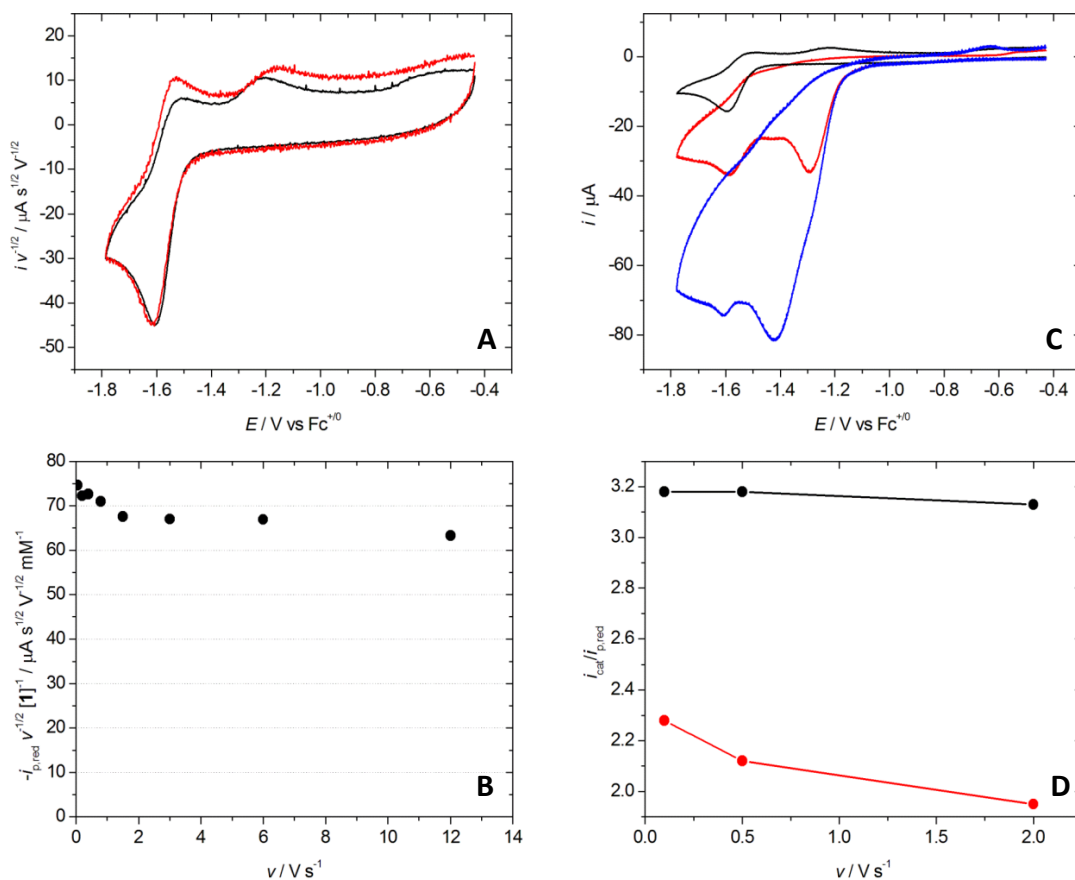 20
10
0
-10
-20
-30
-40
-50
i v^-1/2 / μA s^1/2 V^-1/2
A
-1.8 -1.6 -1.4 -1.2 -1.0 -0.8 -0.6 -0.4
E / V vs Fc^+/0
0
-20
-40
-60
-80
i / μA
C
-1.8 -1.6 -1.4 -1.2 -1.0 -0.8 -0.6 -0.4
E / V vs Fc^+/0
80
70
60
50
40
30
20
10
0
-i_p,red v^-1/2 [1]^-1 / μA s^1/2 V^-1/2 mM^-1
B
0 2 4 6 8 10 12 14
v / V s^-1
3.2
3.0
2.8
2.6
2.4
2.2
2.0
i_cat/i_p,red
D
0.0 0.5 1.0 1.5 2.0
v / V s^-1